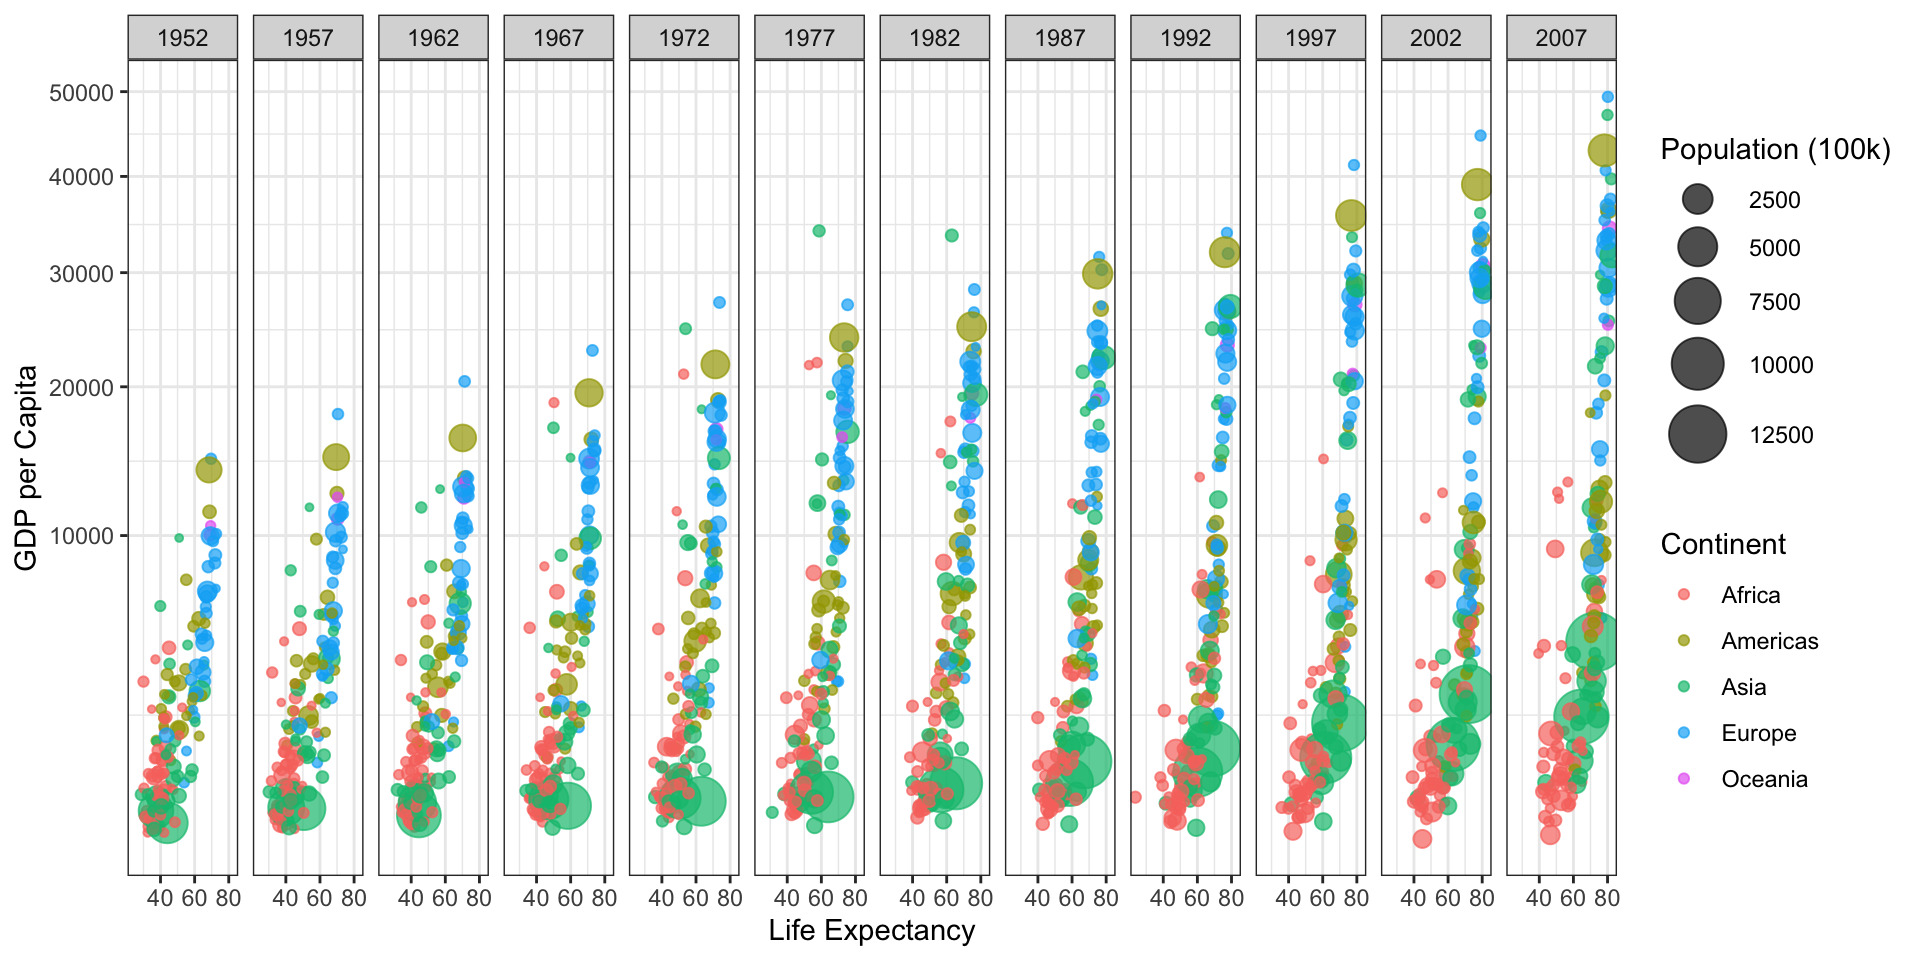 1952 1957 1962 1967 1972 1977 1982 1987 1992 1997 2002 2007
50000
40000
30000
20000
10000
GDP per Capita
40 60 80 40 60 80 40 60 80 40 60 80 40 60 80 40 60 80 40 60 80 40 60 80 40 60 80 40 60 80 40 60 80 40 60 80
Life Expectancy
Population (100k)
2500
5000
7500
10000
12500
Continent
Africa
Americas
Asia
Europe
Oceania